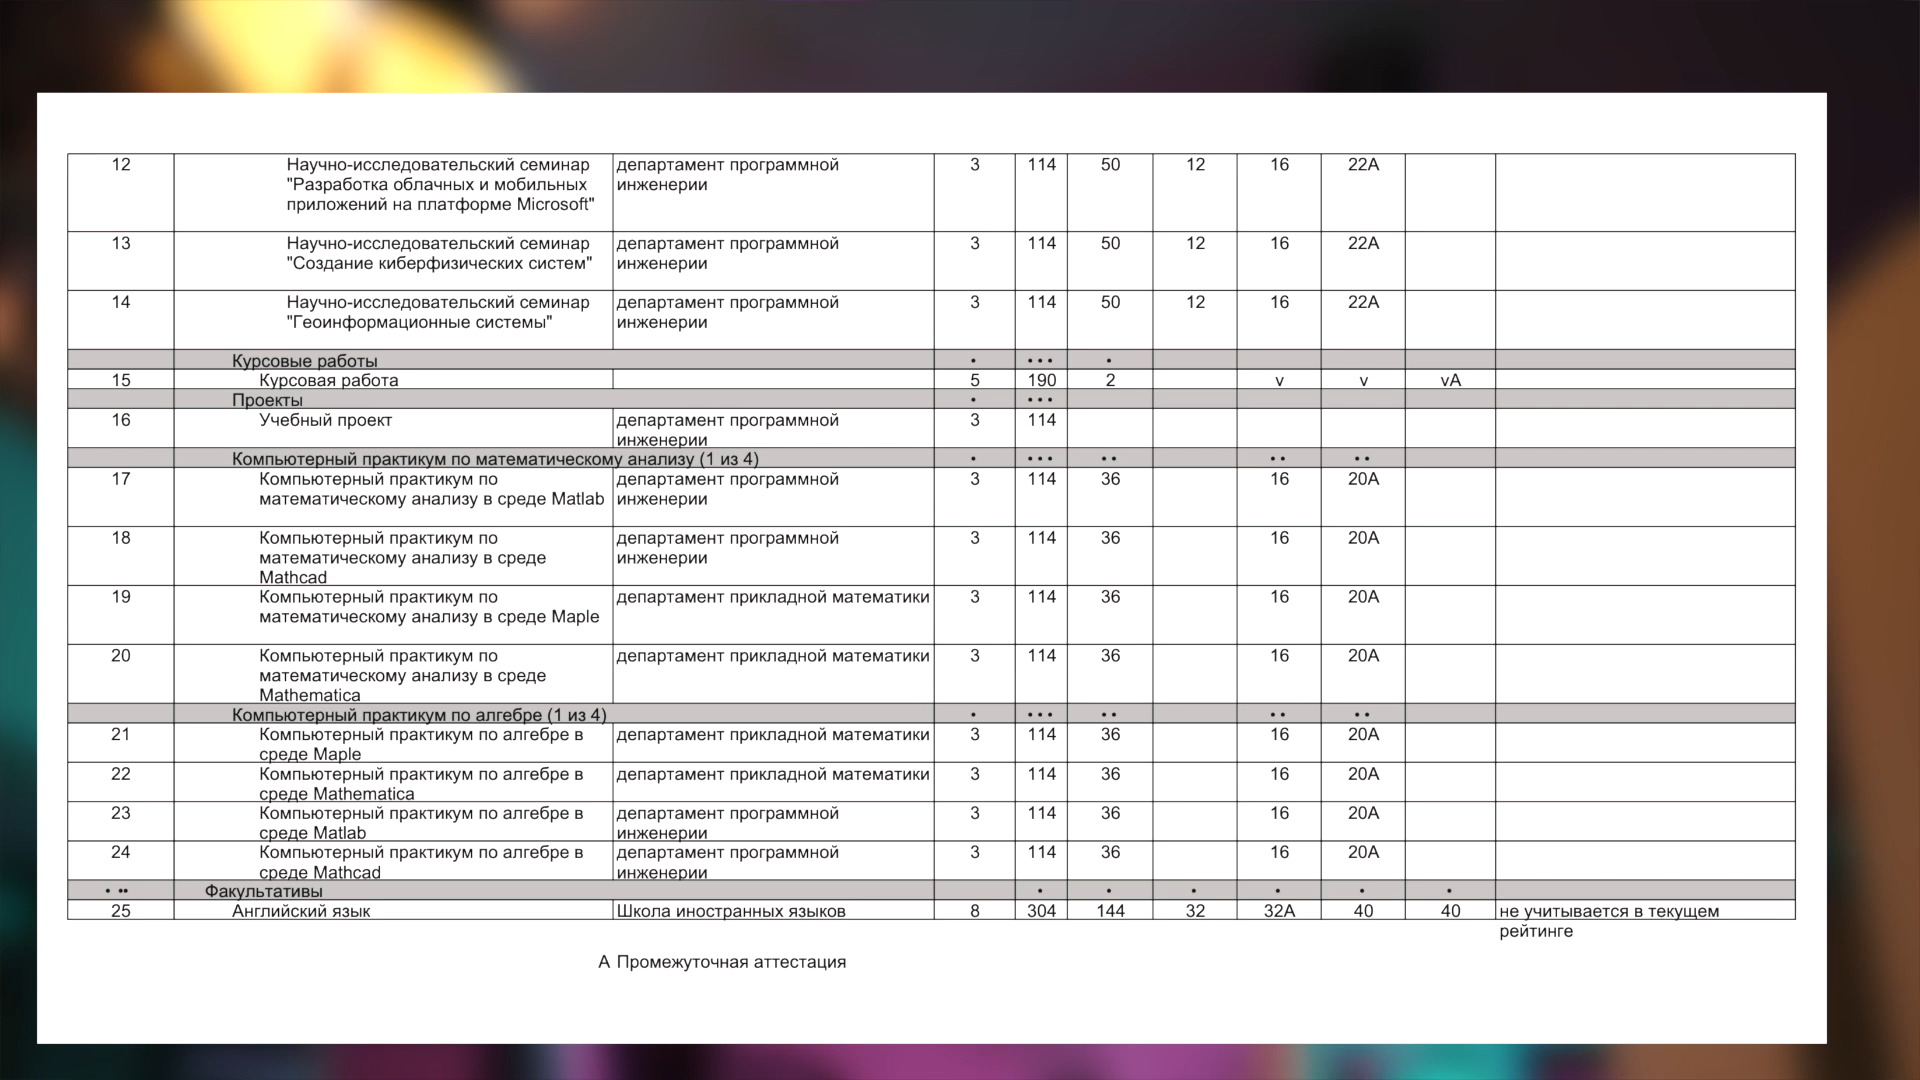 12 Научно-исследовательский семинар департамент программной 3 114 50 12 16 22A
"Разработка облачных и мобильных инженерии
приложений на платформе Microsoft"
13 Научно-исследовательский семинар департамент программной 3 114 50 12 16 22A
"Создание киберфизических систем" инженерии
14 Научно-исследовательский семинар департамент программной 3 114 50 12 16 22A
"Геоинформационные системы" инженерии
Курсовые работы • ••• •
15 Курсовая работа 5 190 2 v v vA
Проекты • •••
16 Учебный проект департамент программной 3 114
инженерии
Компьютерный практикум по математическому анализу (1 из 4) • ••• •• •• ••
17 Компьютерный практикум по департамент программной 3 114 36 16 20A
математическому анализу в среде Matlab инженерии
18 Компьютерный практикум по департамент программной 3 114 36 16 20A
математическому анализу в среде инженерии
Mathcad
19 Компьютерный практикум по департамент прикладной математики 3 114 36 16 20A
математическому анализу в среде Maple
20 Компьютерный практикум по департамент прикладной математики 3 114 36 16 20A
математическому анализу в среде
Mathematica
Компьютерный практикум по алгебре (1 из 4) • ••• •• •• ••
21 Компьютерный практикум по алгебре в департамент прикладной математики 3 114 36 16 20A
среде Maple
22 Компьютерный практикум по алгебре в департамент прикладной математики 3 114 36 16 20A
среде Mathematica
23 Компьютерный практикум по алгебре в департамент программной 3 114 36 16 20A
среде Matlab инженерии
24 Компьютерный практикум по алгебре в департамент программной 3 114 36 16 20A
среде Mathcad инженерии
• •• Факультативы • • • • • •
25 Английский язык Школа иностранных языков 8 304 144 32 32A 40 40 не учитывается в текущем
рейтинге
А Промежуточная аттестация